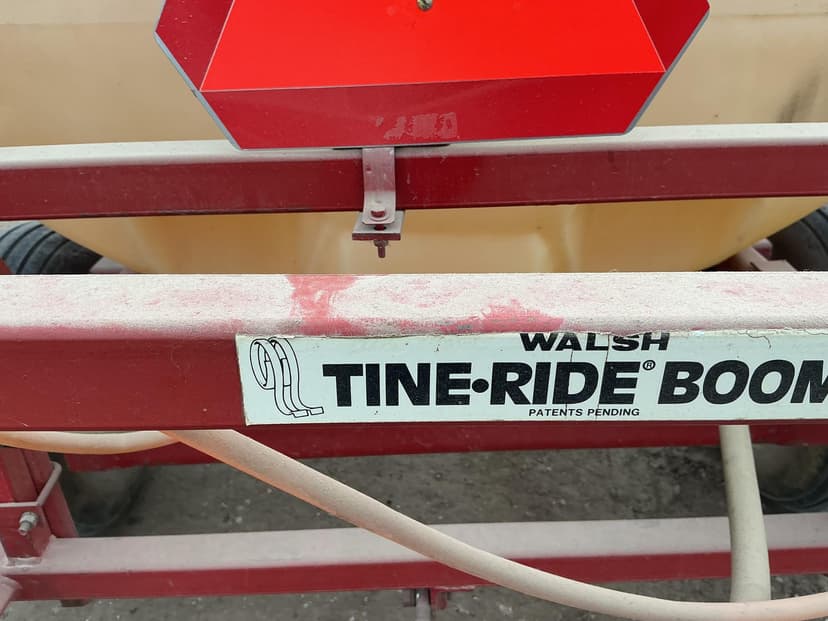 WALSH
TINE•RIDE® BOOM
PATENTS PENDING